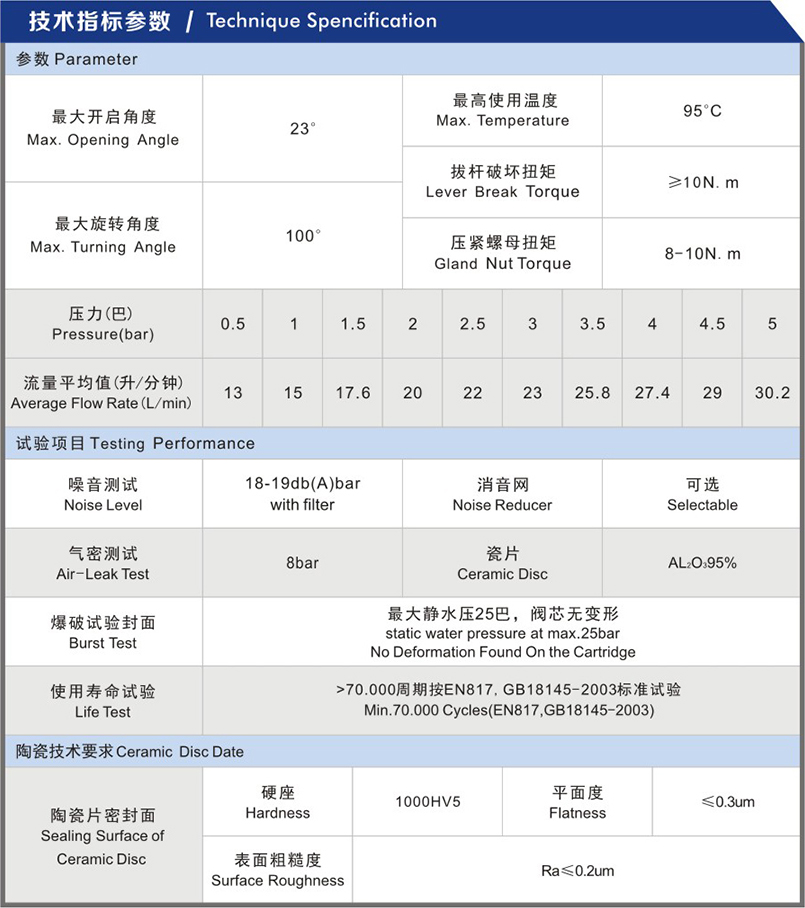 技术指标参数 / Technique Spencification
参数 Parameter
最大开启角度
Max. Opening Angle
23°
最高使用温度
Max. Temperature
95°C
拔杆破坏扭矩
Lever Break Torque
≥10N. m
最大旋转角度
Max. Turning Angle
100°
压紧螺母扭矩
Gland Nut Torque
8-10N. m
压力(巴)
Pressure(bar)
0.5 1 1.5 2 2.5 3 3.5 4 4.5 5
流量平均值(升/分钟)
Average Flow Rate(L/min)
13 15 17.6 20 22 23 25.8 27.4 29 30.2
试验项目 Testing Performance
噪音测试
Noise Level
18-19db(A)bar
with filter
消音网
Noise Reducer
可选
Selectable
气密测试
Air-Leak Test
8bar
瓷片
Ceramic Disc
AL₂O₃95%
爆破试验封面
Burst Test
最大静水压25巴，阀芯无变形
static water pressure at max.25bar
No Deformation Found On the Cartridge
使用寿命试验
Life Test
>70.000周期按EN817, GB18145-2003标准试验
Min.70.000 Cycles(EN817,GB18145-2003)
陶瓷技术要求 Ceramic Disc Date
陶瓷片密封面
Sealing Surface of
Ceramic Disc
硬座
Hardness
1000HV5
平面度
Flatness
≤0.3um
表面粗糙度
Surface Roughness
Ra≤0.2um